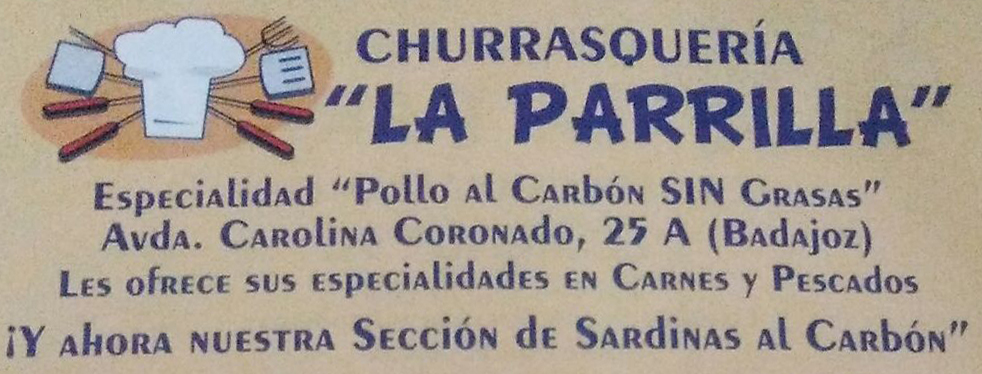 CHURRASQUERÍA
"LA PARRILLA"
Especialidad "Pollo al Carbón SIN GRASAS"
Avda. Carolina Coronado, 25 A (Badajoz)
Les ofrece sus especialidades en Carnes y Pescados
¡Y ahora nuestra Sección de Sardinas al Carbón"